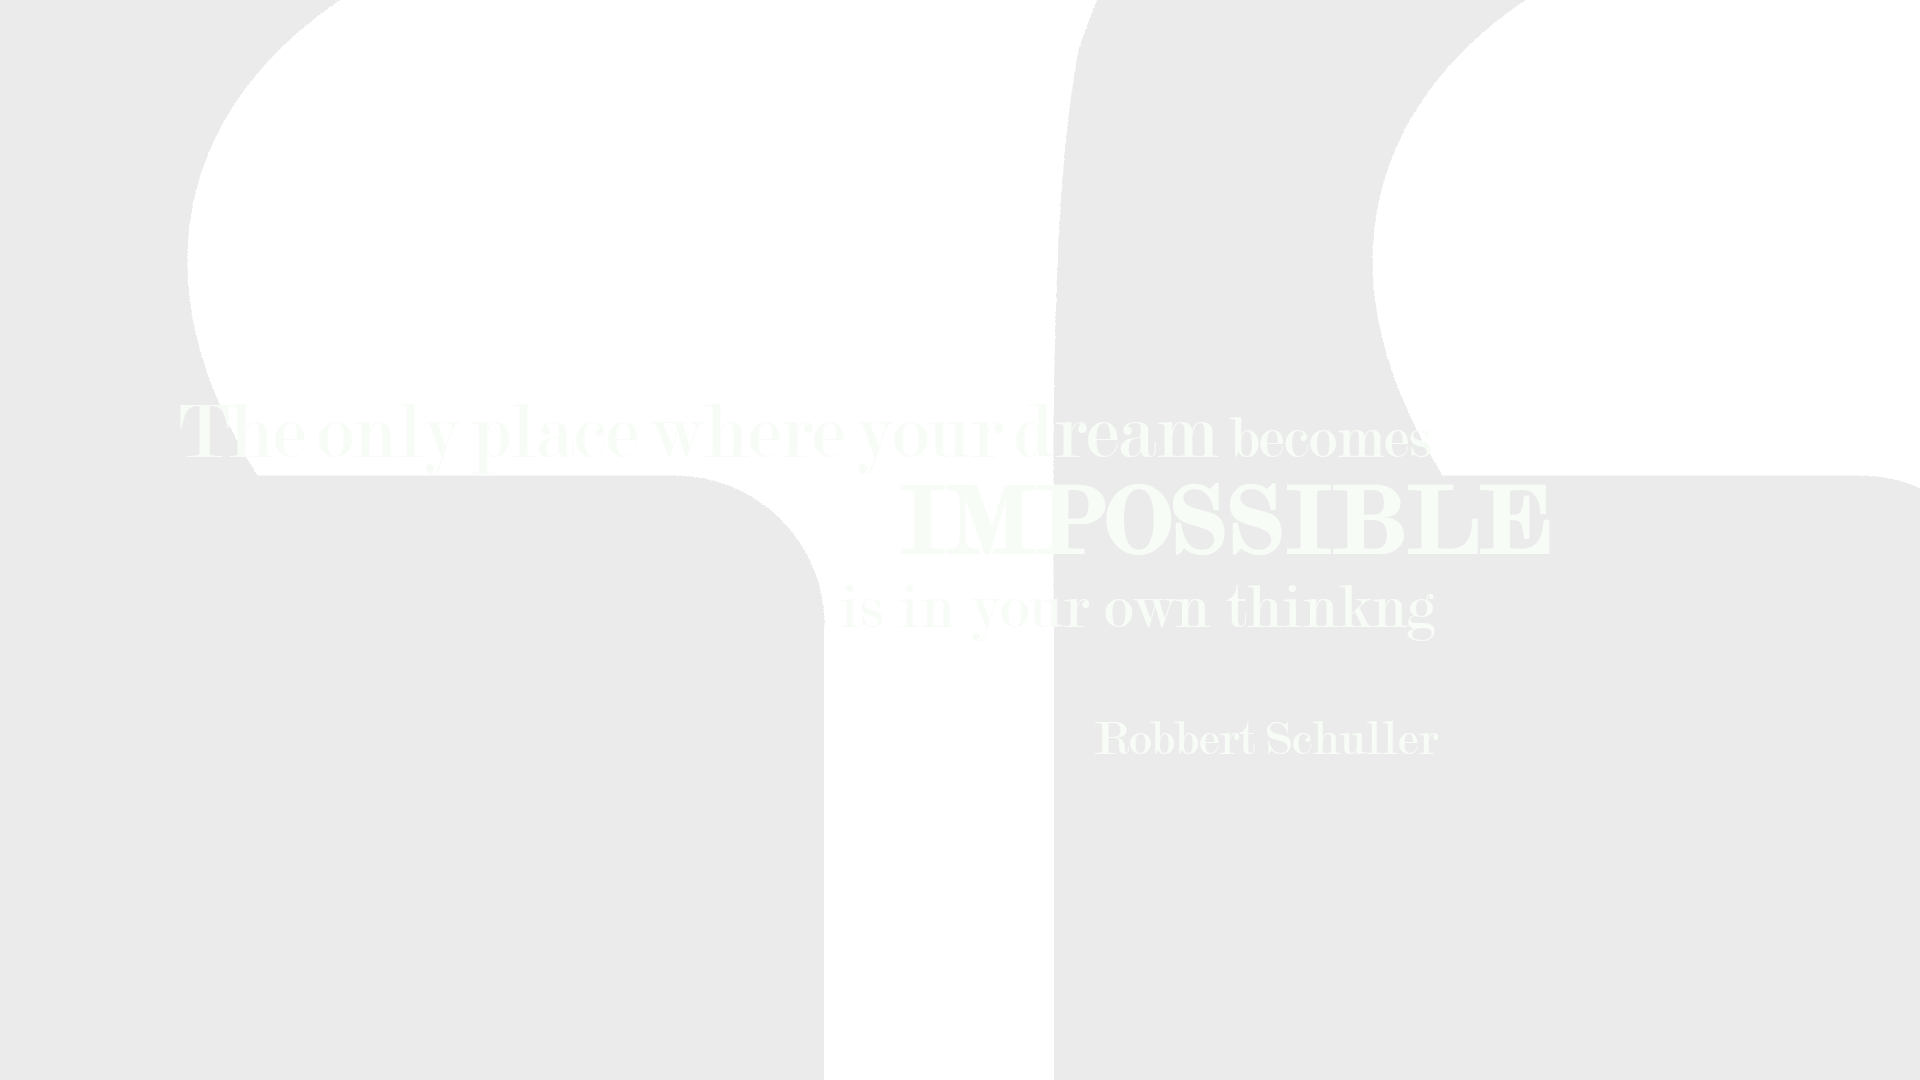 The only place where your dream becomes
IMPOSSIBLE
is in your own thinkng
Robbert Schuller